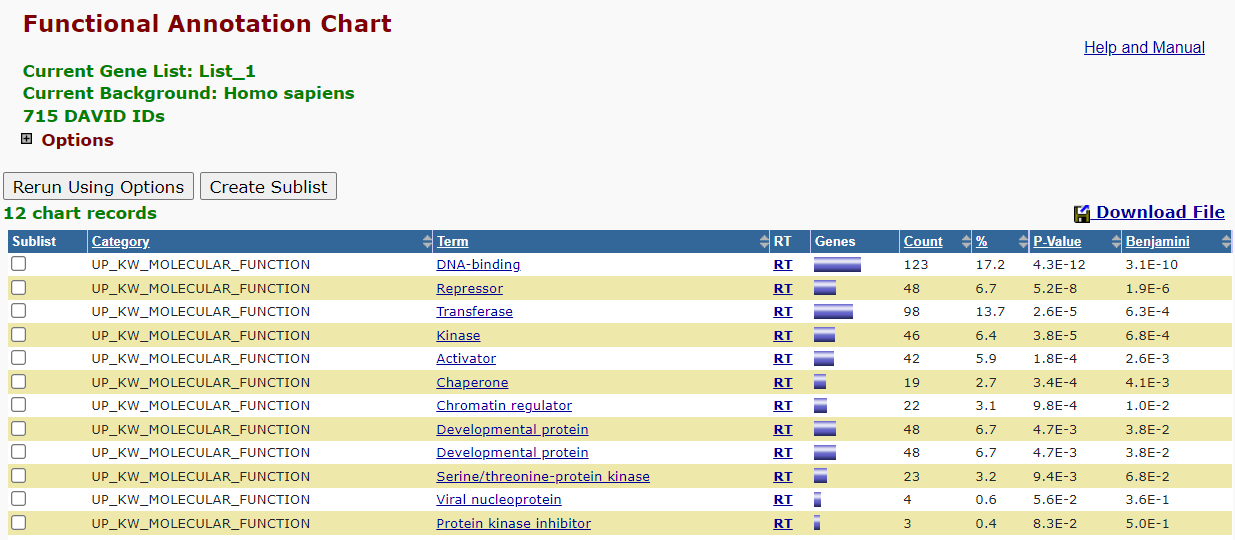 Functional Annotation Chart
Help and Manual
Current Gene List: List_1
Current Background: Homo sapiens
715 DAVID IDs
Options
Rerun Using Options Create Sublist
12 chart records Download File
Sublist Category Term RT Genes Count % P-Value Benjamini
UP_KW_MOLECULAR_FUNCTION DNA-binding RT 123 17.2 4.3E-12 3.1E-10
UP_KW_MOLECULAR_FUNCTION Repressor RT 48 6.7 5.2E-8 1.9E-6
UP_KW_MOLECULAR_FUNCTION Transferase RT 98 13.7 2.6E-5 6.3E-4
UP_KW_MOLECULAR_FUNCTION Kinase RT 46 6.4 3.8E-5 6.8E-4
UP_KW_MOLECULAR_FUNCTION Activator RT 42 5.9 1.8E-4 2.6E-3
UP_KW_MOLECULAR_FUNCTION Chaperone RT 19 2.7 3.4E-4 4.1E-3
UP_KW_MOLECULAR_FUNCTION Chromatin regulator RT 22 3.1 9.8E-4 1.0E-2
UP_KW_MOLECULAR_FUNCTION Developmental protein RT 48 6.7 4.7E-3 3.8E-2
UP_KW_MOLECULAR_FUNCTION Developmental protein RT 48 6.7 4.7E-3 3.8E-2
UP_KW_MOLECULAR_FUNCTION Serine/threonine-protein kinase RT 23 3.2 9.4E-3 6.8E-2
UP_KW_MOLECULAR_FUNCTION Viral nucleoprotein RT 4 0.6 5.6E-2 3.6E-1
UP_KW_MOLECULAR_FUNCTION Protein kinase inhibitor RT 3 0.4 8.3E-2 5.0E-1